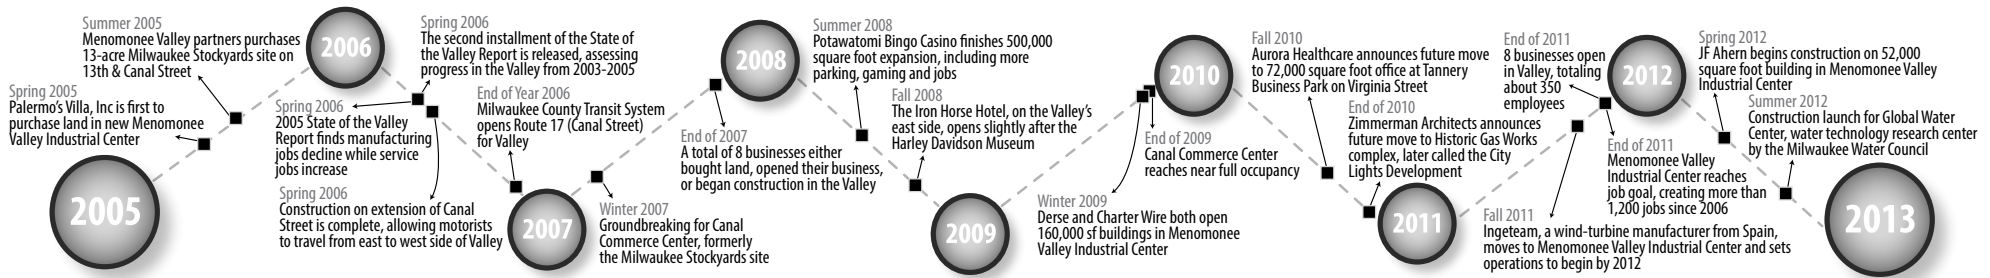 Summer 2005
Menomonee Valley partners purchases
13-acre Milwaukee Stockyards site on
13th & Canal Street
Spring 2005
Palermo's Villa, Inc is first to
purchase land in new Menomonee
Valley Industrial Center
2005
2006
Spring 2006
The second installment of the State of
the Valley Report is released, assessing
progress in the Valley from 2003-2005
Spring 2006
2005 State of the Valley
Report finds manufacturing
jobs decline while service
jobs increase
Spring 2006
Construction on extension of Canal
Street is complete, allowing motorists
to travel from east to west side of Valley
End of Year 2006
Milwaukee County Transit System
opens Route 17 (Canal Street)
for Valley
2007
Winter 2007
Groundbreaking for Canal
Commerce Center, formerly
the Milwaukee Stockyards site
End of 2007
A total of 8 businesses either
bought land, opened their business,
or began construction in the Valley
2008
Summer 2008
Potawatomi Bingo Casino finishes 500,000
square foot expansion, including more
parking, gaming and jobs
Fall 2008
The Iron Horse Hotel, on the Valley's
east side, opens slightly after the
Harley Davidson Museum
2009
Winter 2009
Derse and Charter Wire both open
160,000 sf buildings in Menomonee
Valley Industrial Center
End of 2009
Canal Commerce Center
reaches near full occupancy
2010
Fall 2010
Aurora Healthcare announces future move
to 72,000 square foot office at Tannery
Business Park on Virginia Street
End of 2010
Zimmerman Architects announces
future move to Historic Gas Works
complex, later called the City
Lights Development
2011
Fall 2011
Ingeteam, a wind-turbine manufacturer from Spain,
moves to Menomonee Valley Industrial Center and sets
operations to begin by 2012
End of 2011
8 businesses open
in Valley, totaling
about 350
employees
End of 2011
Menomonee Valley
Industrial Center reaches
job goal, creating more than
1,200 jobs since 2006
2012
Spring 2012
JF Ahern begins construction on 52,000
square foot building in Menomonee Valley
Industrial Center
Summer 2012
Construction launch for Global Water
Center, water technology research center
by the Milwaukee Water Council
2013